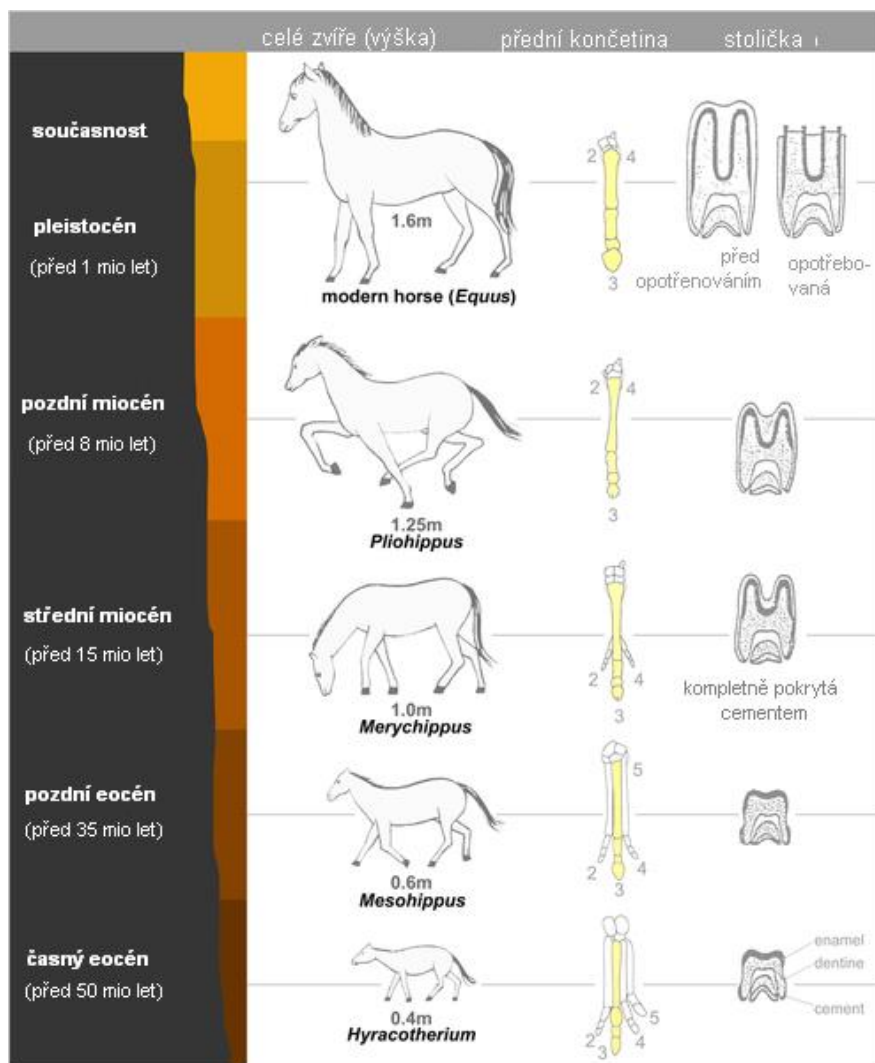 celé zvíře (výška) přední končetina stolička
současnost
2 4
pleistocén
1.6m
(před 1 mio let)
před opotřebo-
opotřenováním vaná
3
modern horse (Equus)
2 4
pozdní miocén
(před 8 mio let)
3
1.25m
Pliohippus
střední miocén
(před 15 mio let)
2 4
kompletně pokrytá
3
cementem
1.0m
Merychippus
5
pozdní eocén
(před 35 mio let)
2 4
0.6m
3
Mesohippus
enamel
časný eocén
dentine
(před 50 mio let)
cement
5
0.4m
2 4
3
Hyracotherium